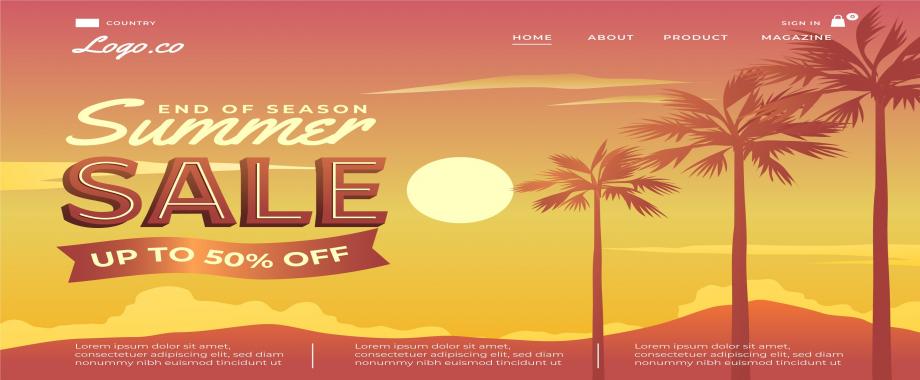 COUNTRY
SIGN IN
0
Logo.co
HOME
ABOUT
PRODUCT
MAGAZINE
END OF SEASON
Summer
SALE
UP TO 50% OFF
Lorem ipsum dolor sit amet,
consectetuer adipiscing elit, sed diam
nonummy nibh euismod tincidunt ut
Lorem ipsum dolor sit amet,
consectetuer adipiscing elit, sed diam
nonummy nibh euismod tincidunt ut
Lorem ipsum dolor sit amet,
consectetuer adipiscing elit, sed diam
nonummy nibh euismod tincidunt ut